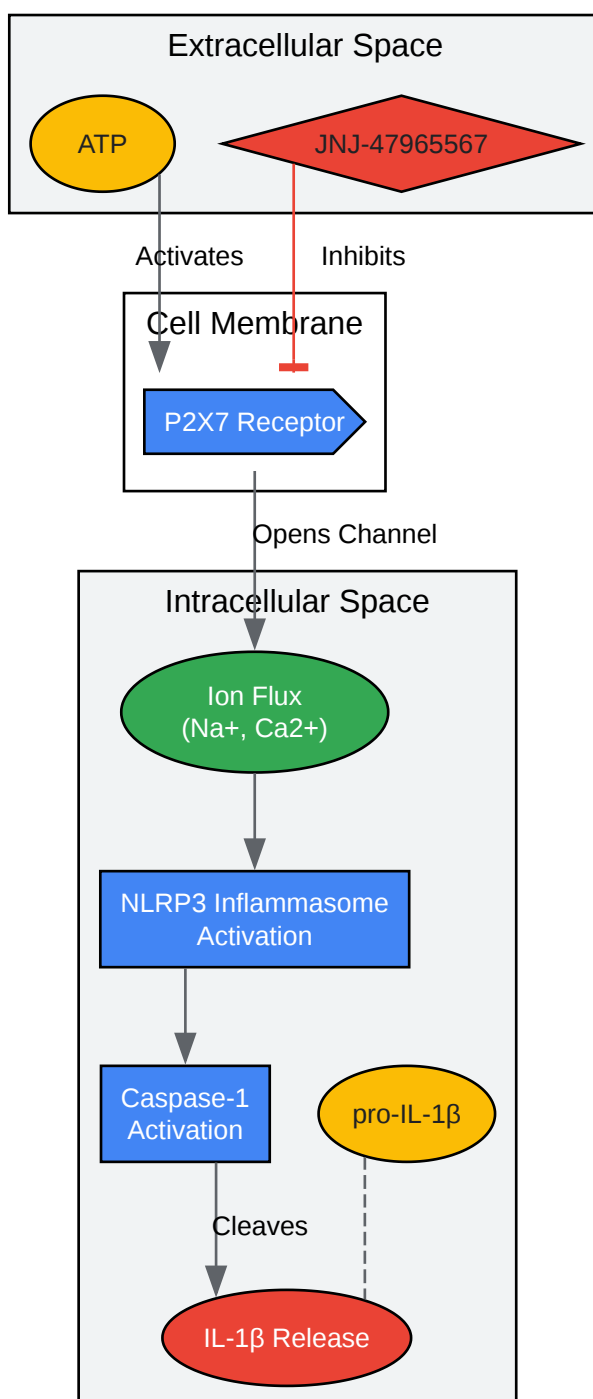 Extracellular Space
ATP
JNJ-47965567
Activates
Inhibits
Cell Membrane
P2X7 Receptor
Opens Channel
Intracellular Space
Ion Flux
(Na+, Ca2+)
NLRP3 Inflammasome
Activation
Caspase-1
Activation
pro-IL-1β
Cleaves
IL-1β Release